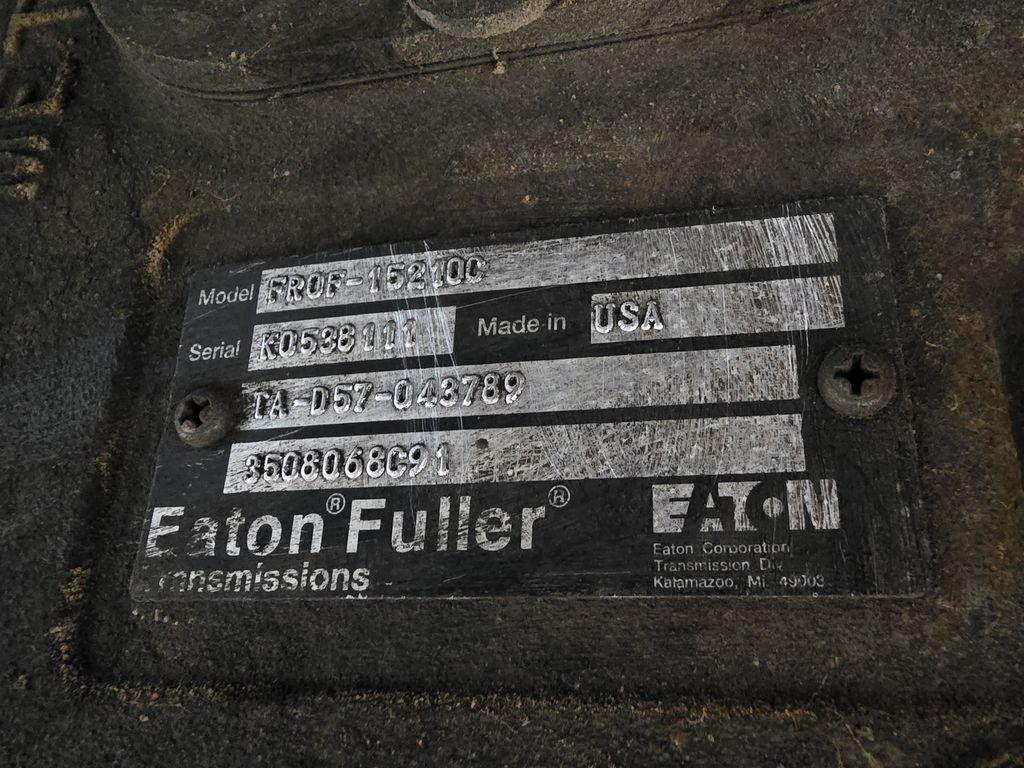 Model FROF-15210C
Serial K0538111 Made in USA
TA-D57-043789
3508068C91
Eaton® Fuller®
Transmissions
EATON
Eaton Corporation
Transmission Div.
Kalamazoo, Mi. 49003